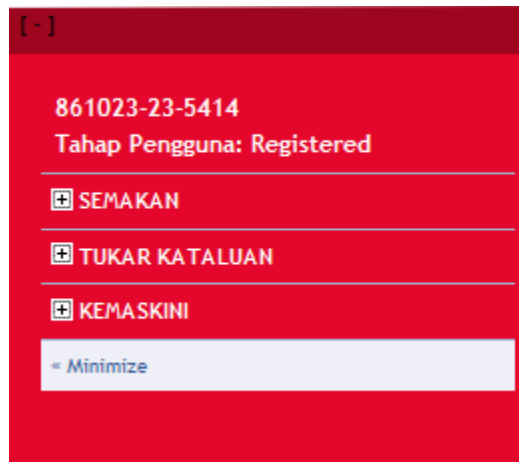 [-]
861023-23-5414
Tahap Pengguna: Registered
SEMAKAN
TUKAR KATALUAN
KEMASKINI
« Minimize